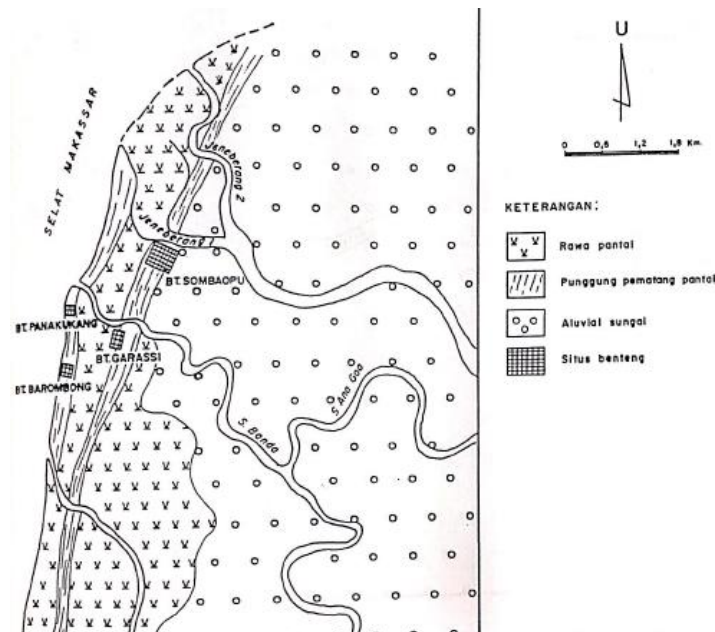 SELAT MAKASSAR
Jeneberang 2
Jeneberang 1
BT. SOMBAOPU
BT. PANAKUKANG
BT. GARASSI
BT. BAROMBONG
S. Bondo
S. Ana Goa
U
0 0,6 1,2 1,8 Km.
KETERANGAN:
Rawa pantai
Punggung pematang pantai
Aluvial sungai
Situs benteng